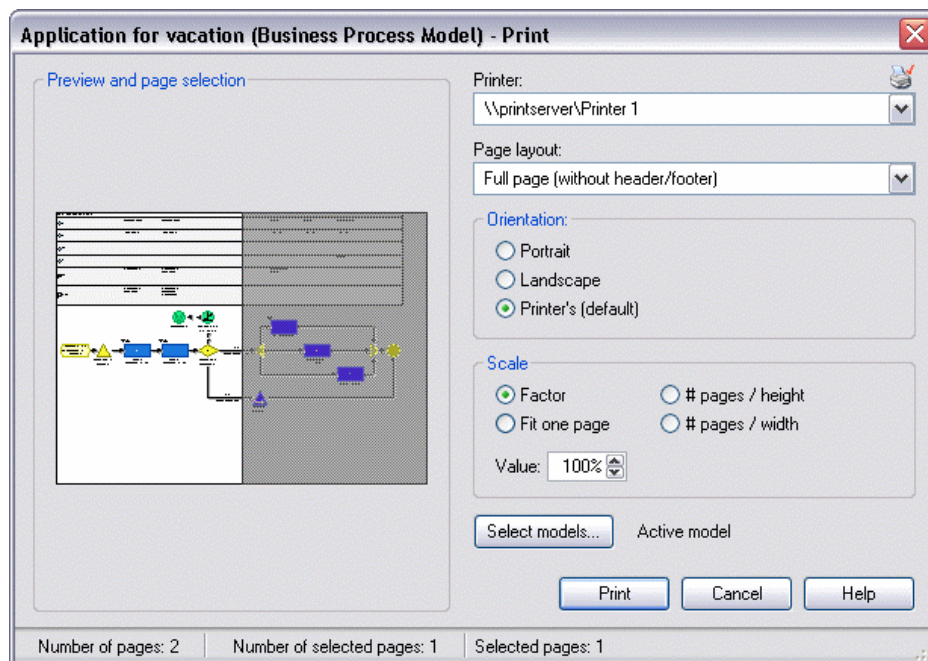 Application for vacation (Business Process Model) - Print
Preview and page selection
Printer:
\\printserver\Printer 1
Page layout:
Full page (without header/footer)
Orientation:
Portrait
Landscape
Printer's (default)
Scale
Factor
# pages / height
Fit one page
# pages / width
Value: 100%
Select models... Active model
Print Cancel Help
Number of pages: 2 Number of selected pages: 1 Selected pages: 1